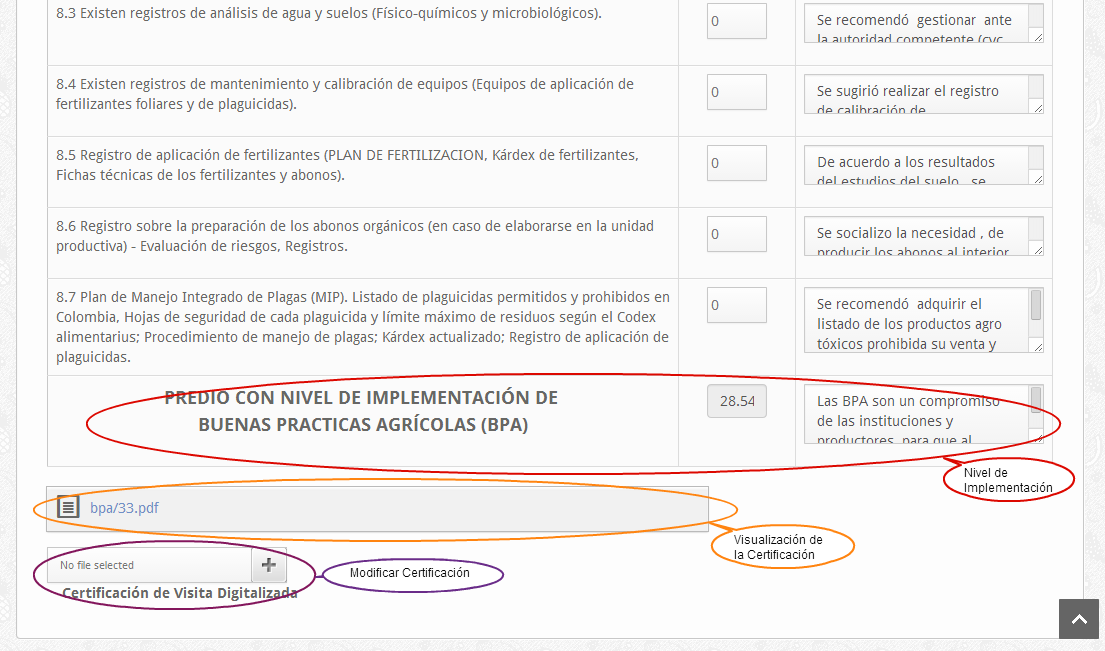 8.3 Existen registros de análisis de agua y suelos (Físico-químicos y microbiológicos).
0
Se recomendó gestionar ante
la autoridad competente (cvc
8.4 Existen registros de mantenimiento y calibración de equipos (Equipos de aplicación de
fertilizantes foliares y de plaguicidas).
0
Se sugirió realizar el registro
de calibración de
8.5 Registro de aplicación de fertilizantes (PLAN DE FERTILIZACION, Kárdex de fertilizantes,
Fichas técnicas de los fertilizantes y abonos).
0
De acuerdo a los resultados
del estudios del suelo , se
8.6 Registro sobre la preparación de los abonos orgánicos (en caso de elaborarse en la unidad
productiva) - Evaluación de riesgos, Registros.
0
Se socializo la necesidad , de
producir los abonos al interior
8.7 Plan de Manejo Integrado de Plagas (MIP). Listado de plaguicidas permitidos y prohibidos en
Colombia, Hojas de seguridad de cada plaguicida y límite máximo de residuos según el Codex
alimentarius; Procedimiento de manejo de plagas; Kárdex actualizado; Registro de aplicación de
plaguicidas.
0
Se recomendó adquirir el
listado de los productos agro
tóxicos prohibida su venta y
PREDIO CON NIVEL DE IMPLEMENTACIÓN DE
BUENAS PRACTICAS AGRÍCOLAS (BPA)
28.54
Las BPA son un compromiso
de las instituciones y
productores para que al
Nivel de
Implementación
bpa/33.pdf
Visualización de
la Certificación
No file selected
Modificar Certificación
Certificación de Visita Digitalizada